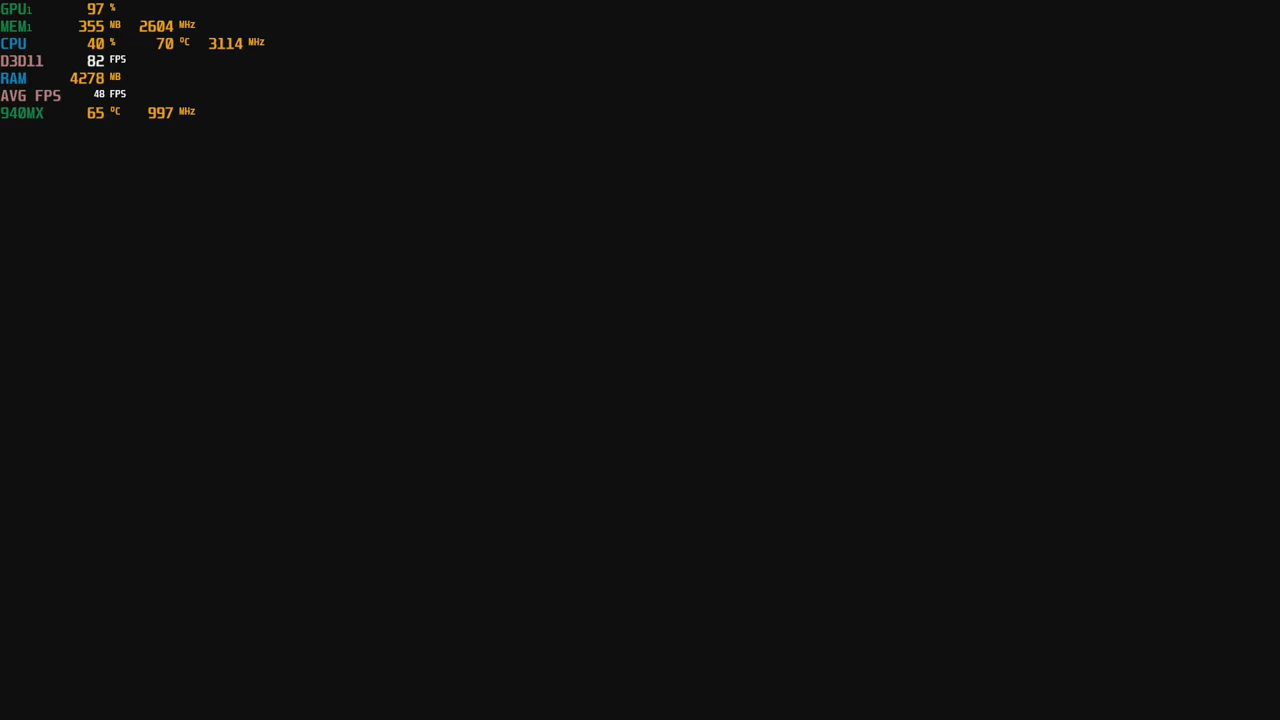 GPU1 97 %
MEM1 355 MB 2604 MHz
CPU 40 % 70 °C 3114 MHz
D3D11 82 FPS
RAM 4278 MB
AVG FPS 48 FPS
940MX 65 °C 997 MHz